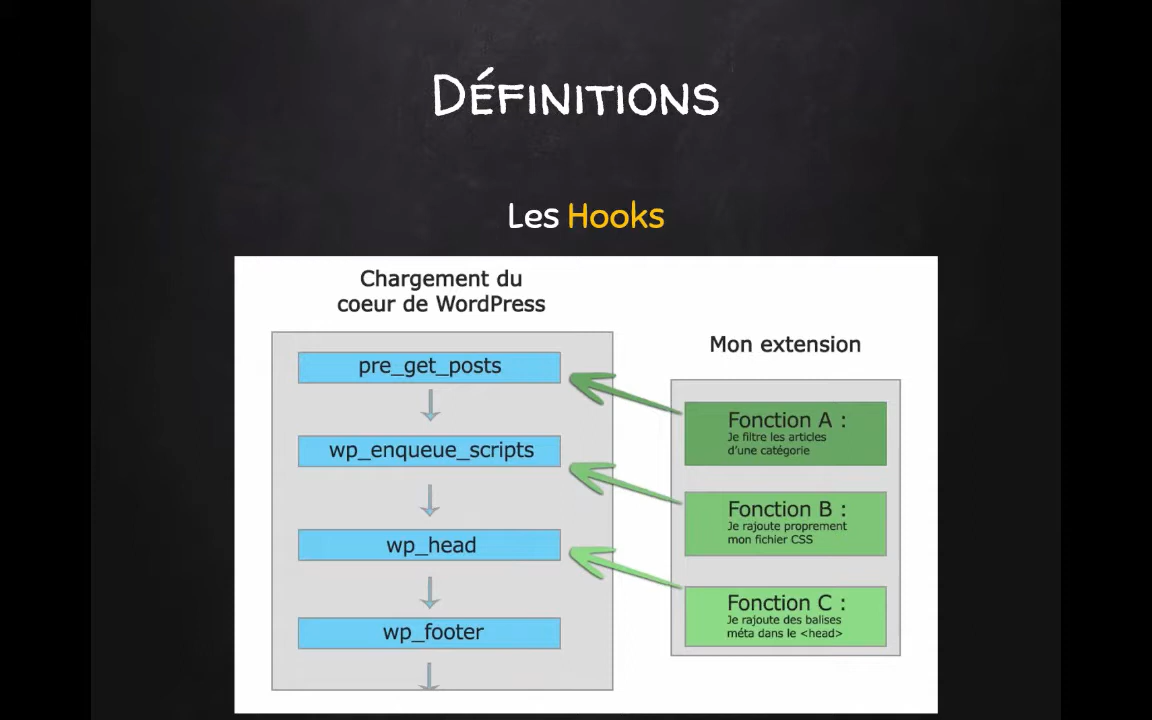 Définitions
Les Hooks
Chargement du
coeur de WordPress
pre_get_posts
wp_enqueue_scripts
wp_head
wp_footer
Mon extension
Fonction A :
Je filtre les articles
d'une catégorie
Fonction B :
Je rajoute proprement
mon fichier CSS
Fonction C :
Je rajoute des balises
méta dans le <head>